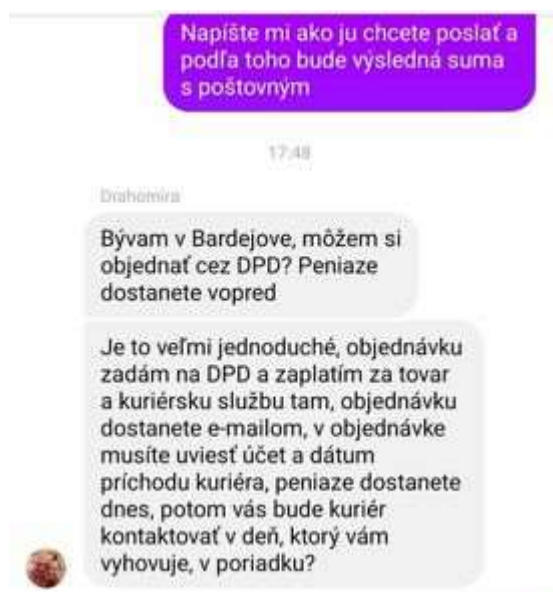 Napíšte mi ako ju chcete poslať a
podľa toho bude výsledná suma
s poštovným
17:48
Drahomíra
Bývam v Bardejove, môžem si
objednať cez DPD? Peniaze
dostanete vopred
Je to veľmi jednoduché, objednávku
zadám na DPD a zaplatím za tovar
a kuriérsku službu tam, objednávku
dostanete e-mailom, v objednávke
musíte uviesť účet a dátum
príchodu kuriéra, peniaze dostanete
dnes, potom vás bude kuriér
kontaktovať v deň, ktorý vám
vyhovuje, v poriadku?